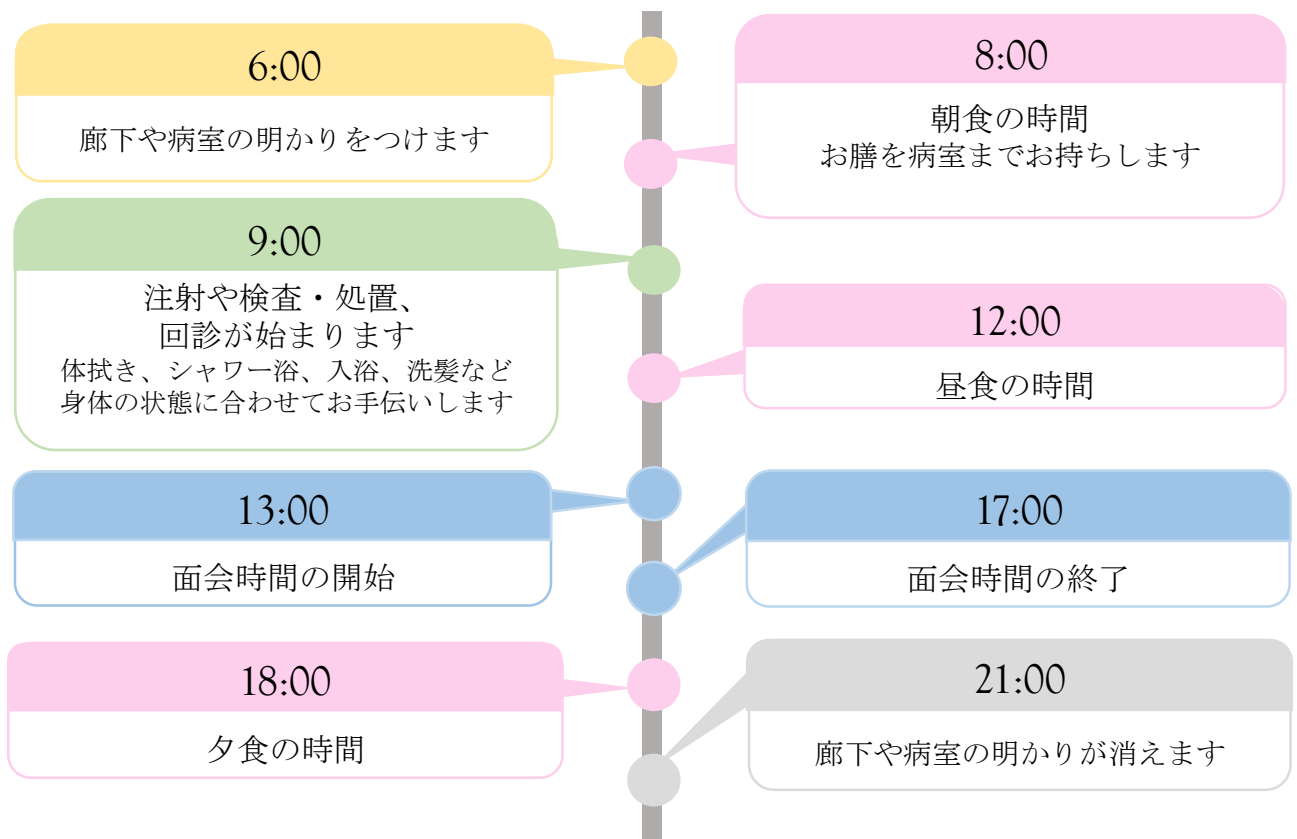 6:00
廊下や病室の明かりをつけます
8:00
朝食の時間
お膳を病室までお持ちします
9:00
注射や検査・処置、
回診が始まります
体拭き、シャワー浴、入浴、洗髪など
身体の状態に合わせてお手伝いします
12:00
昼食の時間
13:00
面会時間の開始
17:00
面会時間の終了
18:00
夕食の時間
21:00
廊下や病室の明かりが消えます